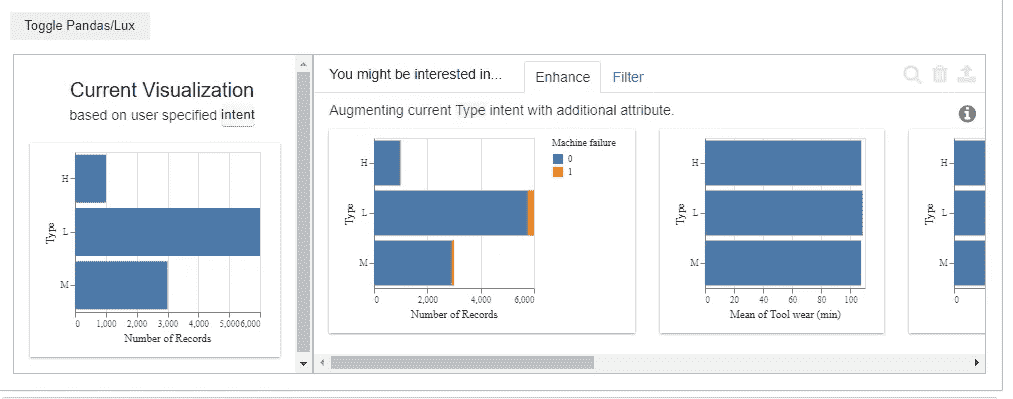 Toggle Pandas/Lux
Current Visualization
based on user specified intent
H
L
M
Type
0 1,000 2,000 3,000 4,000 5,000 6,000
Number of Records
You might be interested in...
Enhance
Filter
Augmenting current Type intent with additional attribute.
H
L
M
Type
0 2,000 4,000 6,000
Number of Records
Machine failure
0
1
H
L
M
Type
0 20 40 60 80 100
Mean of Tool wear (min)
H
L
M
Type
0